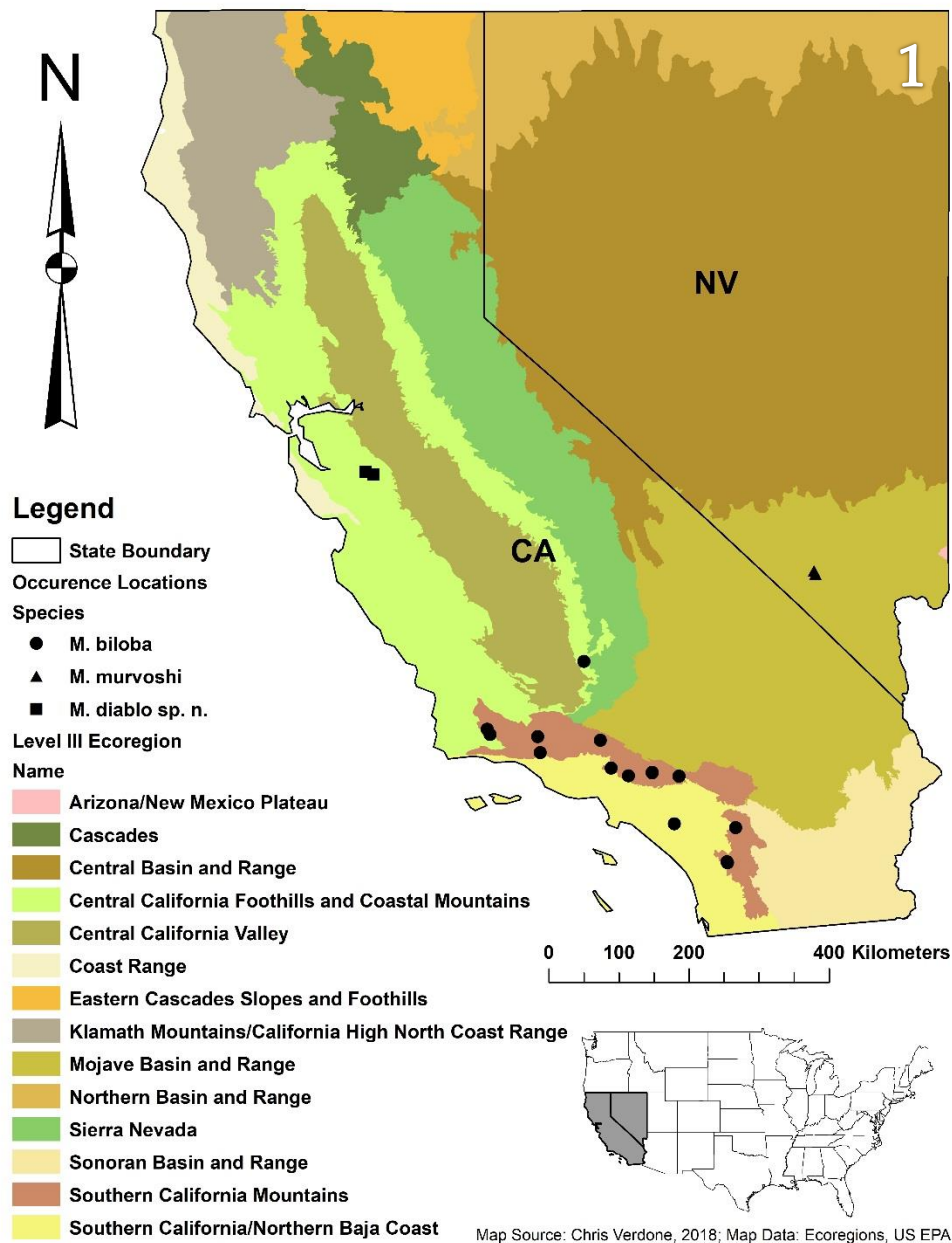 N
1
NV
CA
Legend
State Boundary
Occurence Locations
Species
M. biloba
M. murvoshi
M. diablo sp. n.
Level III Ecoregion
Name
Arizona/New Mexico Plateau
Cascades
Central Basin and Range
Central California Foothills and Coastal Mountains
Central California Valley
Coast Range
Eastern Cascades Slopes and Foothills
Klamath Mountains/California High North Coast Range
Mojave Basin and Range
Northern Basin and Range
Sierra Nevada
Sonoran Basin and Range
Southern California Mountains
Southern California/Northern Baja Coast
0 100 200 400 Kilometers
Map Source: Chris Verdone, 2018; Map Data: Ecoregions, US EPA